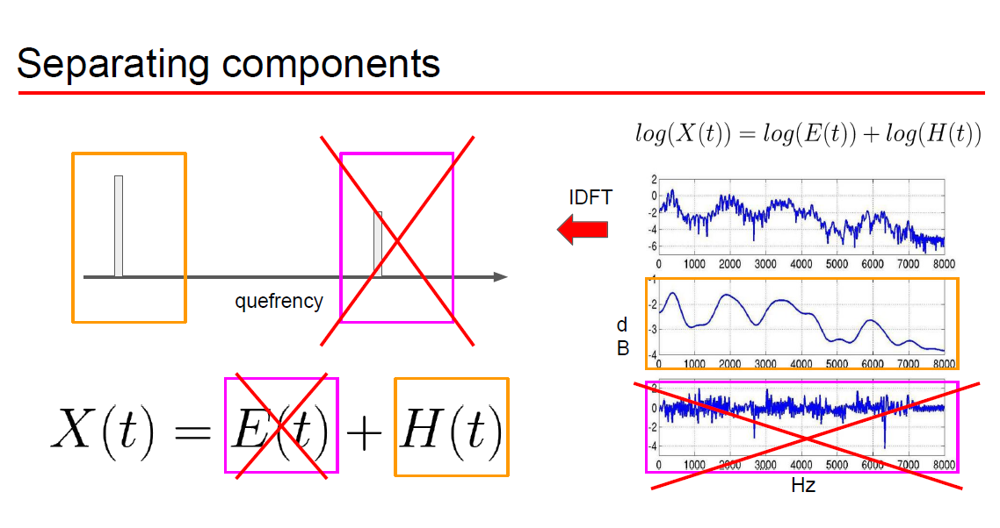 Separating components
log(X(t)) = log(E(t)) + log(H(t))
IDFT
quefrency
X(t) = E(t) + H(t)
2
0
-2
-4
-6
0 1000 2000 3000 4000 5000 6000 7000 8000
-1
-2
-3
-4
0 1000 2000 3000 4000 5000 6000 7000 8000
d
B
2
0
-2
-4
0 1000 2000 3000 4000 5000 6000 7000 8000
Hz